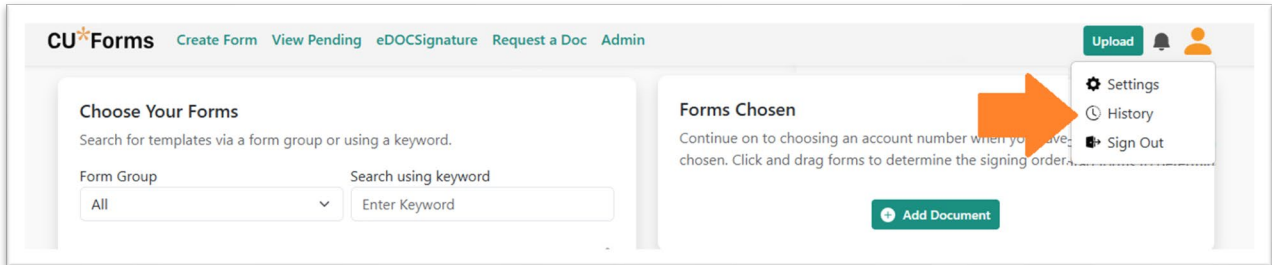 CU*Forms Create Form View Pending eDOCSignature Request a Doc Admin Upload
Settings
History
Sign Out
Choose Your Forms
Search for templates via a form group or using a keyword.
Form Group Search using keyword
All Enter Keyword
Forms Chosen
Continue on to choosing an account number when you have
chosen. Click and drag forms to determine the signing order.
Add Document